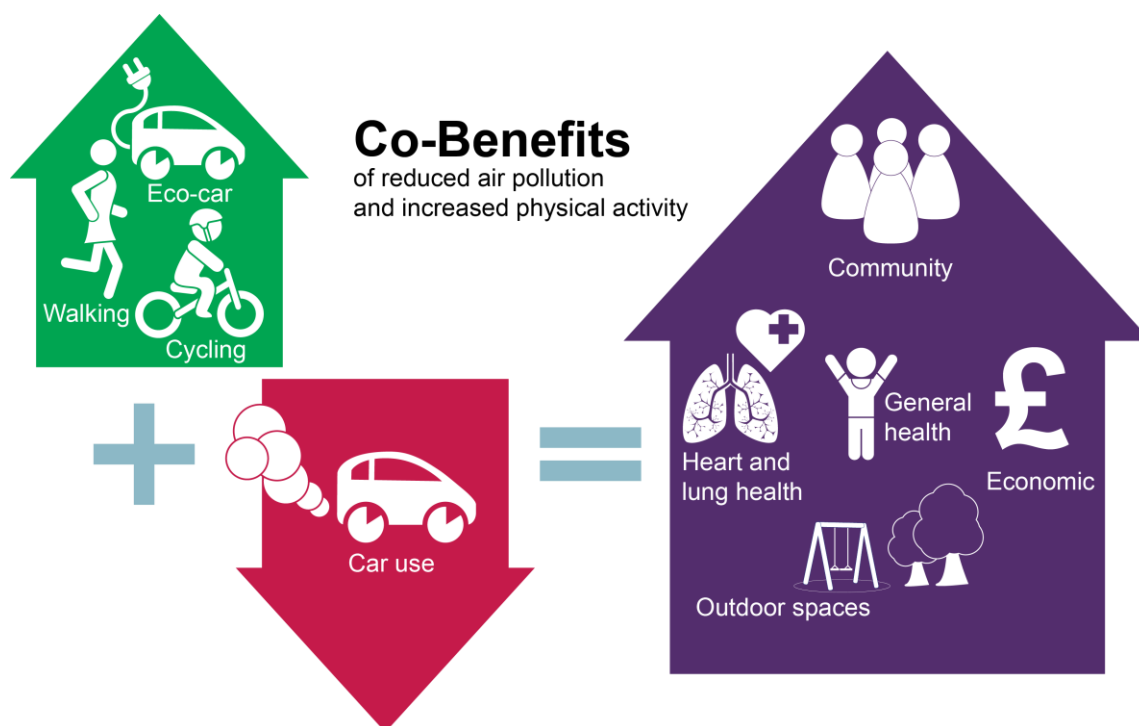 Co-Benefits
of reduced air pollution
and increased physical activity
Eco-car
Walking
Cycling
+
Car use
=
Community
Heart and
lung health
General
health
£
Economic
Outdoor spaces